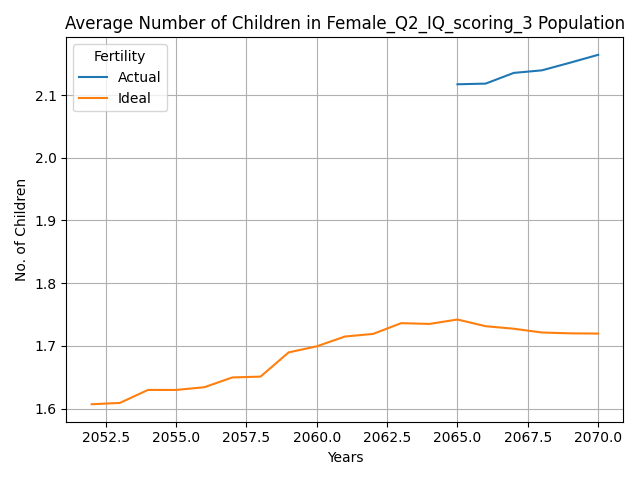 Average Number of Children in Female_Q2_IQ_scoring_3 Population
Fertility
Actual
Ideal
No. of Children
2.1
2.0
1.9
1.8
1.7
1.6
2052.5 2055.0 2057.5 2060.0 2062.5 2065.0 2067.5 2070.0
Years